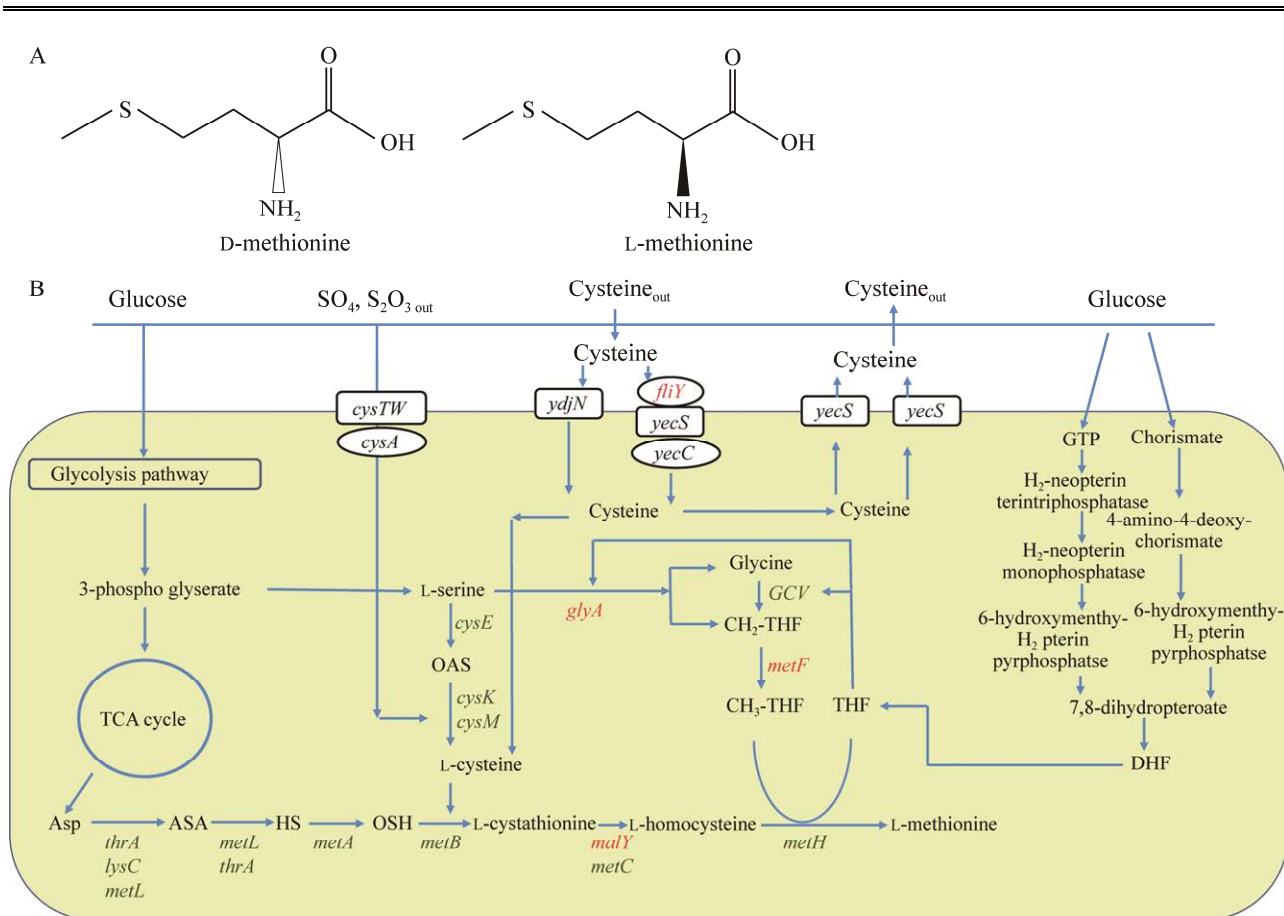 A
O
S
OH
NH2
D-methionine
O
S
OH
NH2
L-methionine
B
Glucose
SO4, S2O3 out
Cysteineout
Cysteineout
Glucose
Cysteine
Cysteine
cysTW
cysA
ydjN
fliY
yecS
yecC
yecS
yecS
Glycolysis pathway
Cysteine
Cysteine
GTP
Chorismate
H2-neopterin
terintriphosphatase
4-amino-4-deoxy-
chorismate
H2-neopterin
monophosphatase
6-hydroxymenthy-
H2 pterin
pyrphosphatse
6-hydroxymenthy-
H2 pterin
pyrphosphatse
7,8-dihydropteroate
DHF
3-phospho glyserate
L-serine
glyA
Glycine
GCV
CH2-THF
metF
CH3-THF
THF
cysE
OAS
cysK
cysM
L-cysteine
TCA cycle
Asp
ASA
HS
OSH
L-cystathionine
L-homocysteine
L-methionine
thrA
lysC
metL
metL
thrA
metA
metB
malY
metC
metH